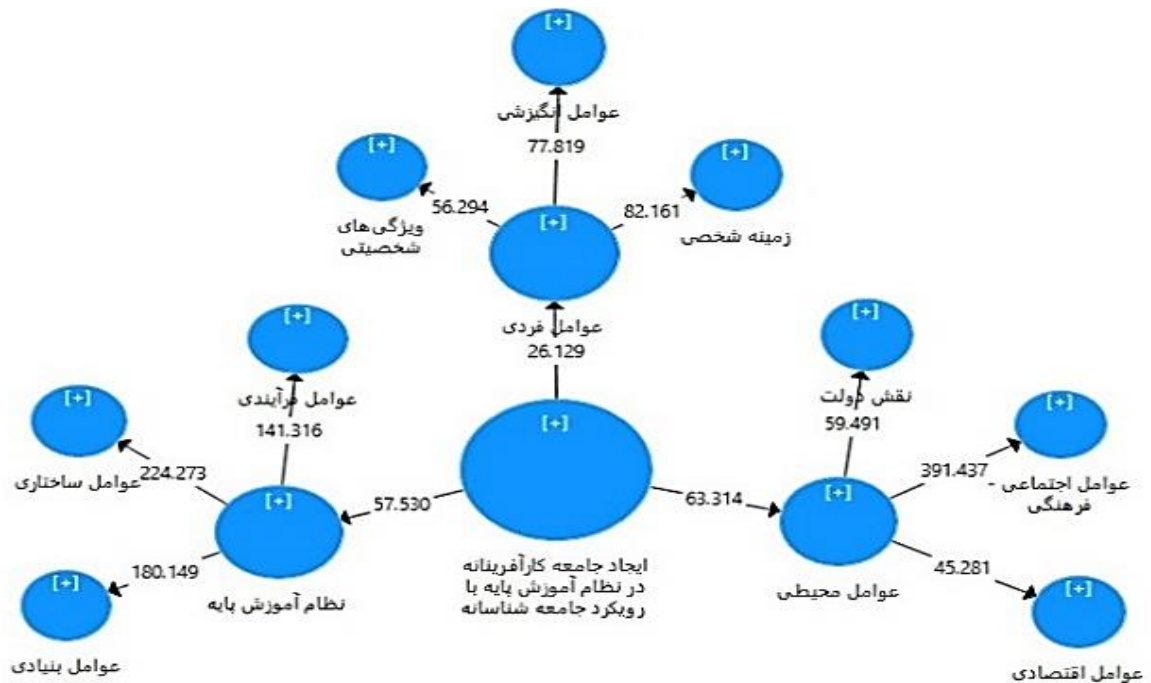 [+]
عوامل انگیزشی
77.819
[+]
[+]
56.294
82.161
ویژگی‌های
شخصیتی
[+]
زمینه شخصی
عوامل فردی
26.129
[+]
[+]
عوامل فرآیندی
141.316
نقش دولت
59.491
[+]
[+]
[+]
224.273
عوامل ساختاری
391.437
عوامل اجتماعی -
فرهنگی
[+]
57.530
63.314
[+]
180.149
45.281
[+]
نظام آموزش پایه
ایجاد جامعه کارآفرینانه
در نظام آموزش پایه با
رویکرد جامعه شناسانه
عوامل محیطی
[+]
عوامل بنیادی
عوامل اقتصادی